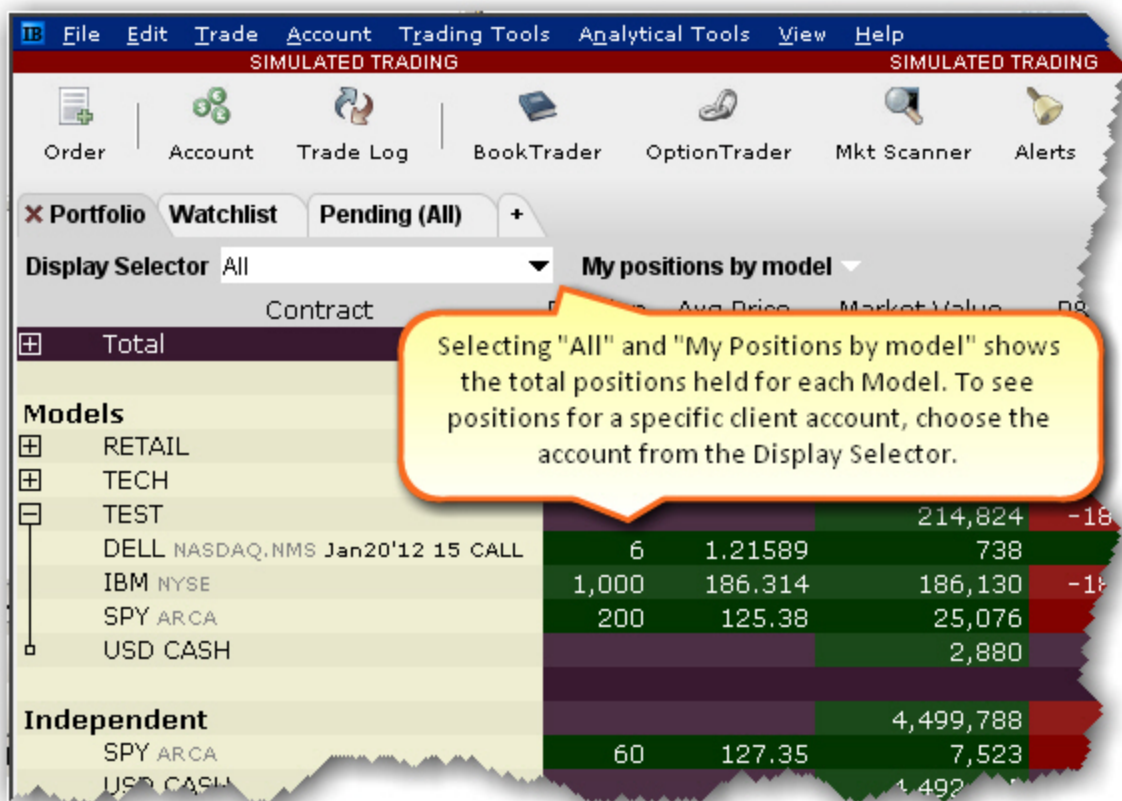 IB File Edit Trade Account Trading Tools Analytical Tools View Help
SIMULATED TRADING SIMULATED TRADING
Order Account Trade Log BookTrader OptionTrader Mkt Scanner Alerts
Portfolio Watchlist Pending (All) +
Display Selector All My positions by model
Contract Avg Price Market Value
Total
Selecting "All" and "My Positions by model" shows
the total positions held for each Model. To see
positions for a specific client account, choose the
account from the Display Selector.
Models
RETAIL
TECH
TEST 214,824 -18
DELL NASDAQ.NMS Jan20'12 15 CALL 6 1.21589 738
IBM NYSE 1,000 186.314 186,130 -18
SPY ARCA 200 125.38 25,076
USD CASH 2,880
Independent 4,499,788
SPY ARCA 60 127.35 7,523
USD CASH